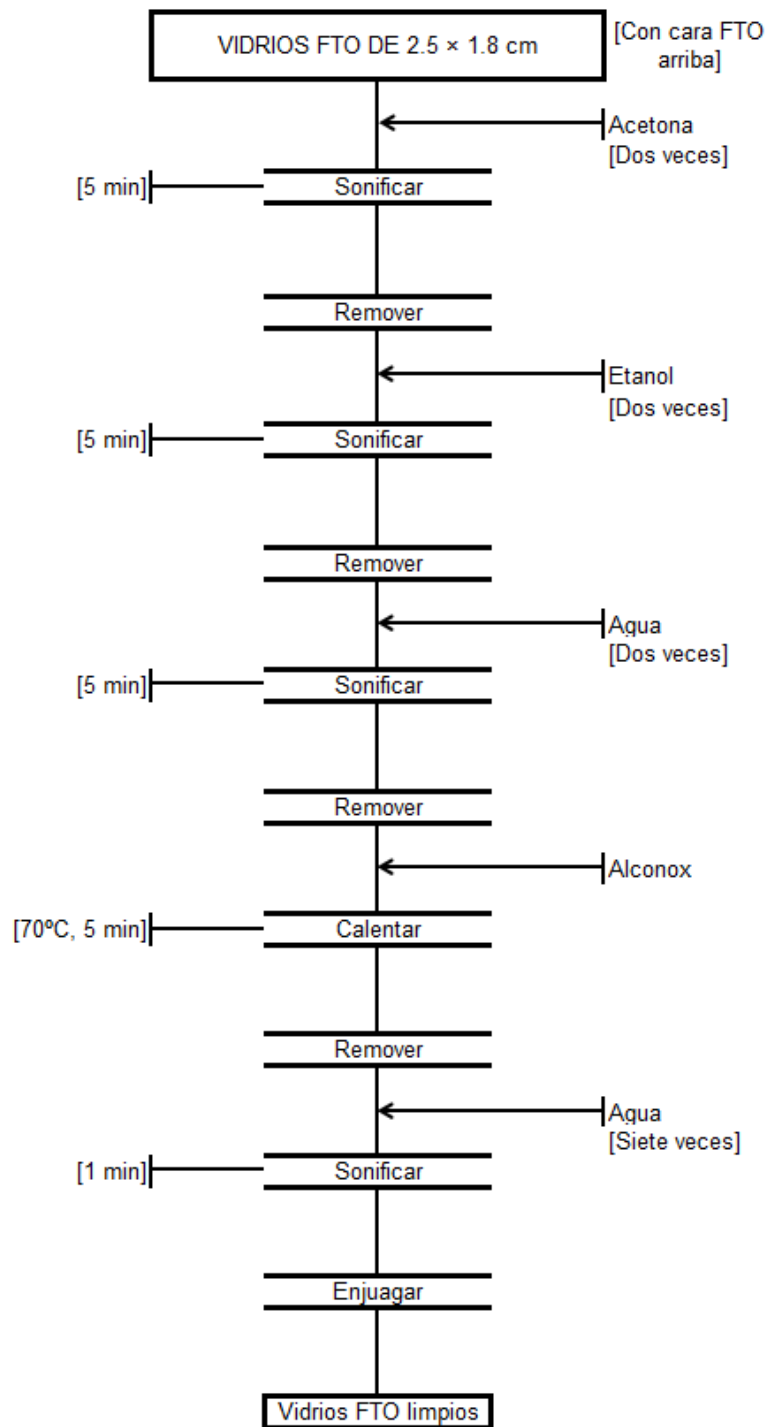 VIDRIOS FTO DE 2.5 × 1.8 cm
[Con cara FTO
arriba]
Acetona
[Dos veces]
[5 min]
Sonificar
Remover
Etanol
[Dos veces]
[5 min]
Sonificar
Remover
Agua
[Dos veces]
[5 min]
Sonificar
Remover
Alconox
[70ºC, 5 min]
Calentar
Remover
Agua
[Siete veces]
[1 min]
Sonificar
Enjuagar
Vidrios FTO limpios